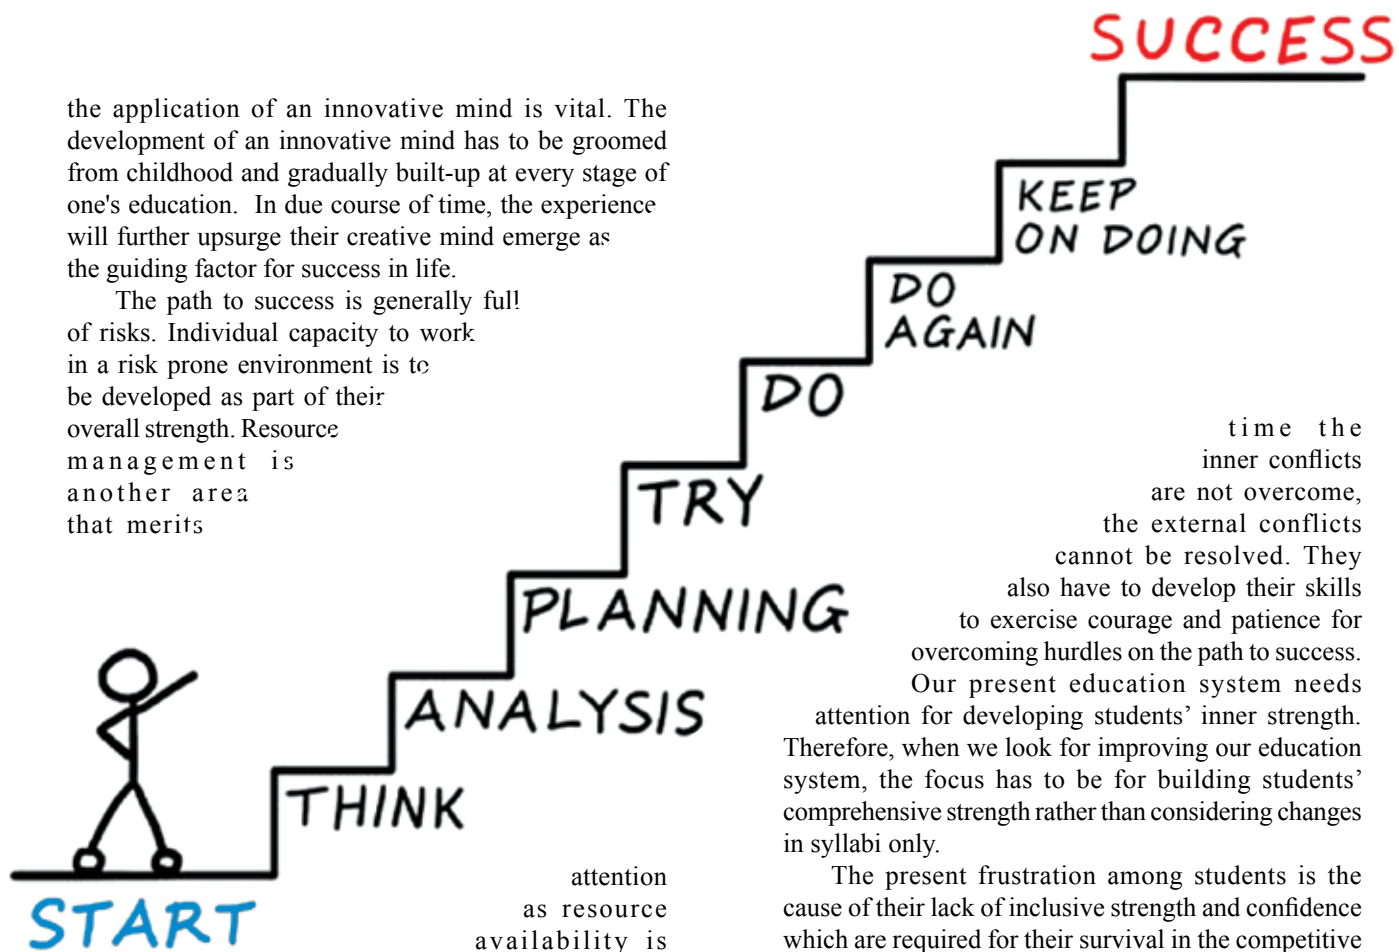 the application of an innovative mind is vital. The
development of an innovative mind has to be groomed
from childhood and gradually built-up at every stage of
one's education. In due course of time, the experience
will further upsurge their creative mind emerge as
the guiding factor for success in life.
The path to success is generally full
of risks. Individual capacity to work
in a risk prone environment is to
be developed as part of their
overall strength. Resource
management is
another area
that merits
attention
as resource
availability is
time the
inner conflicts
are not overcome,
the external conflicts
cannot be resolved. They
also have to develop their skills
to exercise courage and patience for
overcoming hurdles on the path to success.
Our present education system needs
attention for developing students’ inner strength.
Therefore, when we look for improving our education
system, the focus has to be for building students’
comprehensive strength rather than considering changes
in syllabi only.
The present frustration among students is the
cause of their lack of inclusive strength and confidence
which are required for their survival in the competitive
START
THINK
ANALYSIS
PLANNING
TRY
DO
DO
AGAIN
KEEP
ON DOING
SUCCESS